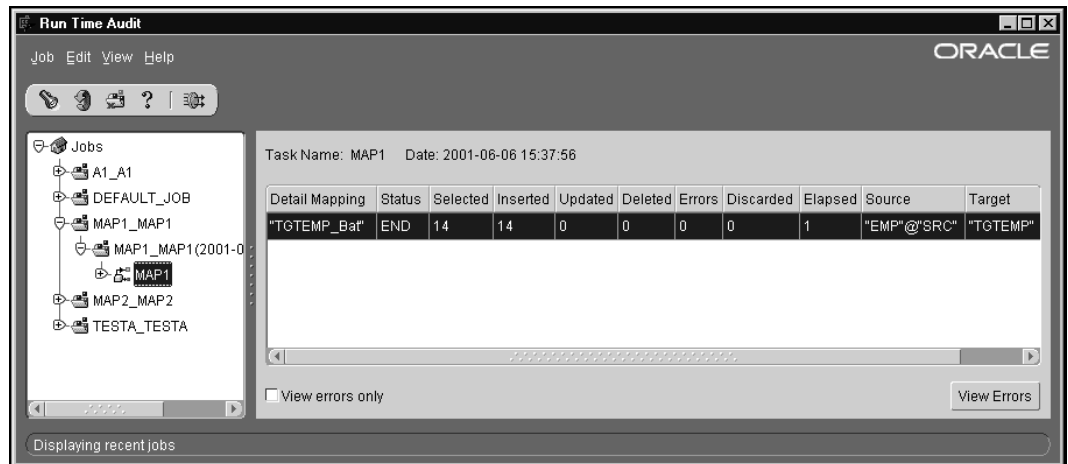 Run Time Audit
Job Edit View Help
ORACLE
?
Jobs
A1_A1
DEFAULT_JOB
MAP1_MAP1
MAP1_MAP1(2001-0
MAP1
MAP2_MAP2
TESTA_TESTA
Task Name: MAP1 Date: 2001-06-06 15:37:56
Detail Mapping Status Selected Inserted Updated Deleted Errors Discarded Elapsed Source Target
"TGTEMP_Bat" END 14 14 0 0 0 0 1 "EMP"@"SRC" "TGTEMP"
View errors only
View Errors
Displaying recent jobs